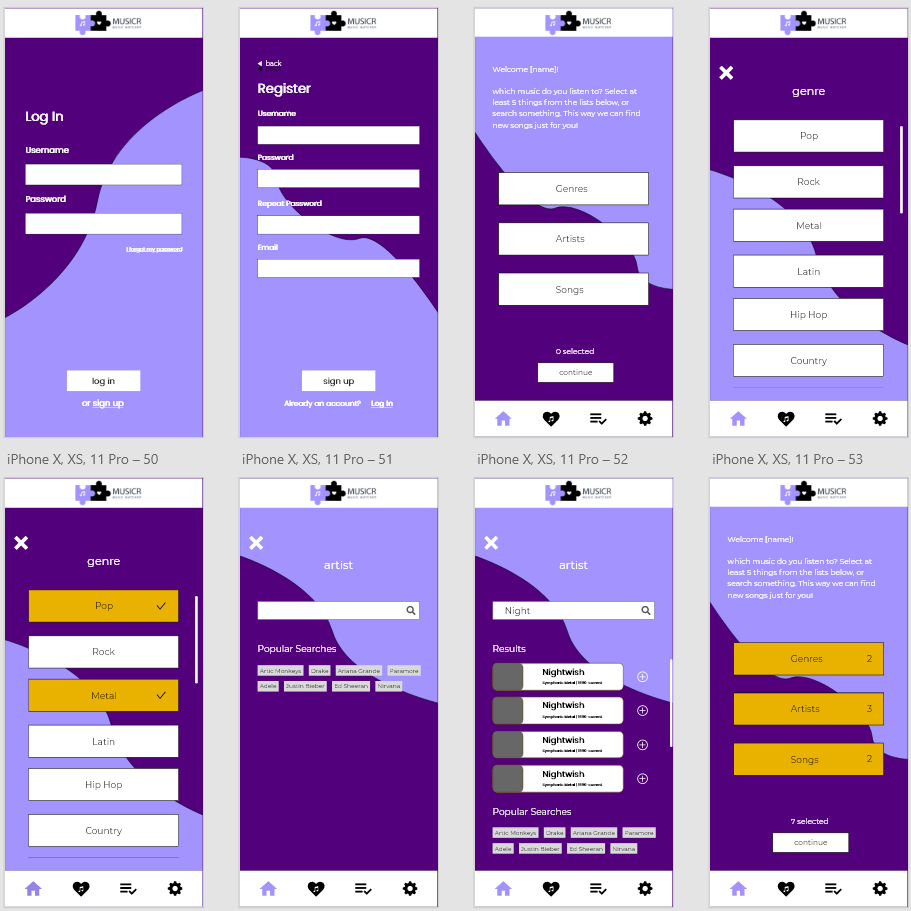 MUSICR
MUSIC MATCHER
Log In
Username
Password
I forgot my password
log in
or sign up
MUSICR
MUSIC MATCHER
back
Register
Username
Password
Repeat Password
Email
sign up
Already an account? Log In
MUSICR
MUSIC MATCHER
Welcome [name]!
which music do you listen to? Select at
least 5 things from the lists below, or
search something. This way we can find
new songs just for you!
Genres
Artists
Songs
0 selected
continue
MUSICR
MUSIC MATCHER
genre
Pop
Rock
Metal
Latin
Hip Hop
Country
iPhone X, XS, 11 Pro – 50
iPhone X, XS, 11 Pro – 51
iPhone X, XS, 11 Pro – 52
iPhone X, XS, 11 Pro – 53
MUSICR
MUSIC MATCHER
genre
Pop
Rock
Metal
Latin
Hip Hop
Country
MUSICR
MUSIC MATCHER
artist
Popular Searches
Artic Monkeys Drake Ariana Grande Paramore
Adele Justin Bieber Ed Sheeran Nirvana
MUSICR
MUSIC MATCHER
artist
Night
Results
Nightwish
Symphonic Metal | 1996-current
Nightwish
Symphonic Metal | 1996-current
Nightwish
Symphonic Metal | 1996-current
Nightwish
Symphonic Metal | 1996-current
Popular Searches
Artic Monkeys Drake Ariana Grande Paramore
Adele Justin Bieber Ed Sheeran Nirvana
MUSICR
MUSIC MATCHER
Welcome [name]!
which music do you listen to? Select at
least 5 things from the lists below, or
search something. This way we can find
new songs just for you!
Genres 2
Artists 3
Songs 2
7 selected
continue